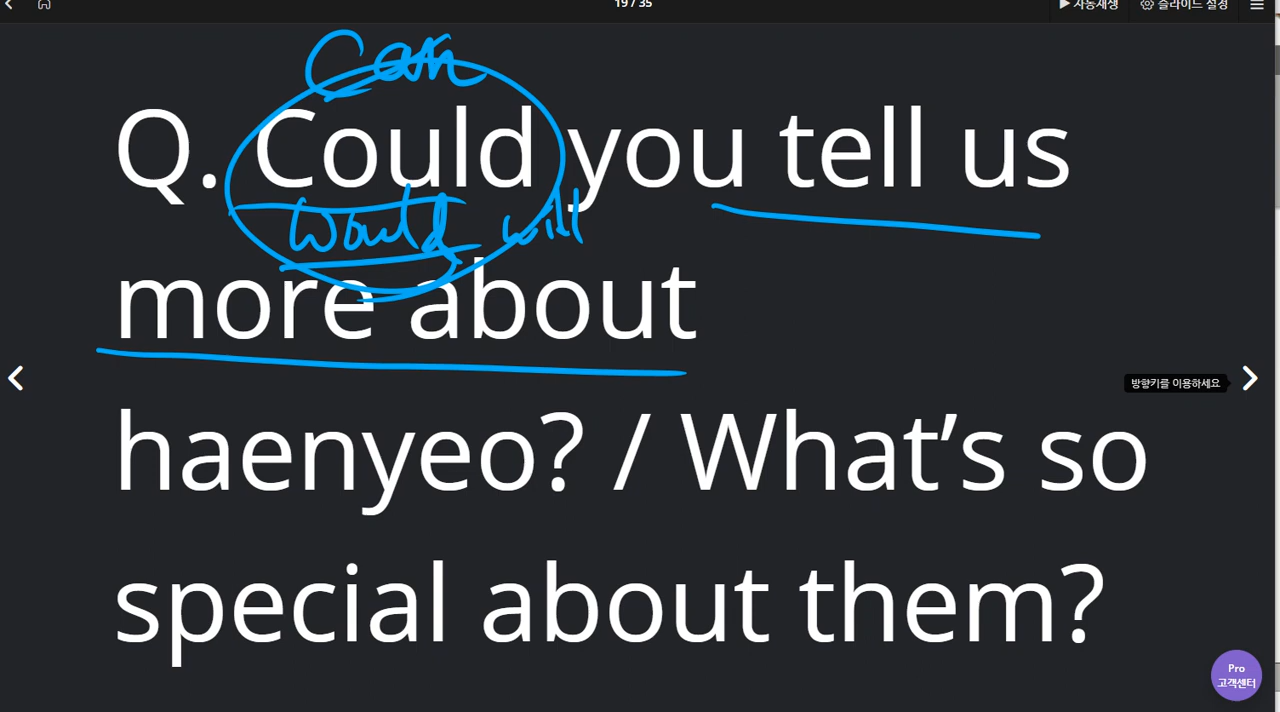 19 / 35
▶ 자동재생
슬라이드 설정
Can
Q. Could you tell us
would will
more about
방향키를 이용하세요
haenyeo? / What's so
special about them?
Pro
고객센터